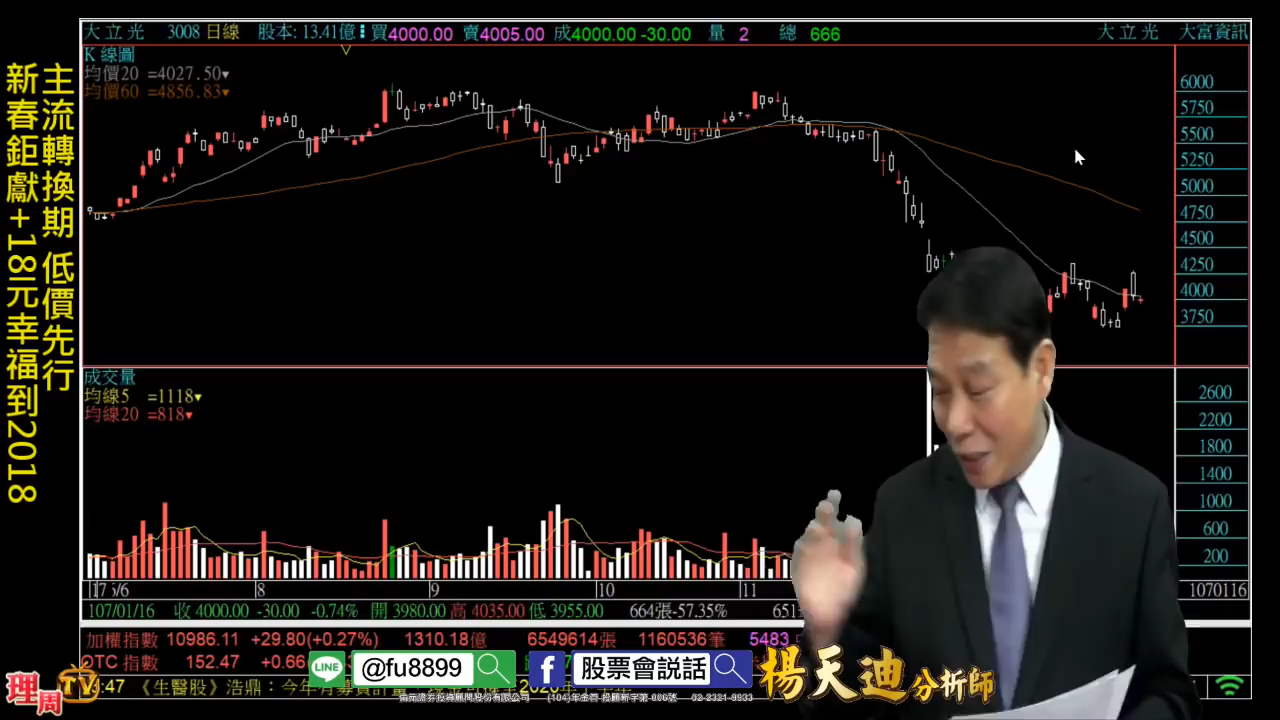 主流轉換期 低價先行
新春鉅獻+18元幸福到2018
大立光 3008 日線 股本: 13.41億 買4000.00 賣4005.00 成4000.00 -30.00 量 2 總 666 大立光 大富資訊
K 線圖
均價20 =4027.50▾
均價60 =4856.83▾
6000
5750
5500
5250
5000
4750
4500
4250
4000
3750
成交量
均線5 =1118▾
均線20 =818▾
2600
2200
1800
1400
1000
600
200
8 9 10 11 1070116
107/01/16 收 4000.00 -30.00 -0.74% 開 3980.00 高 4035.00 低 3955.00 664張-57.35%
加權指數 10986.11 +29.80(+0.27%) 1310.18億 6549614張 1160536筆 5483
OTC 指數 152.47 +0.66
LINE @fu8899 f 股票會説話 楊天迪 分析師
理周TV
《生醫股》浩鼎：今年有